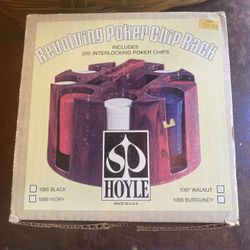 Revolving Poker Chip Rack
INCLUDES
200 INTERLOCKING POKER CHIPS
HOYLE
MADE IN U.S.A.
1085 BLACK
1086 IVORY
1087 WALNUT
1088 BURGUNDY